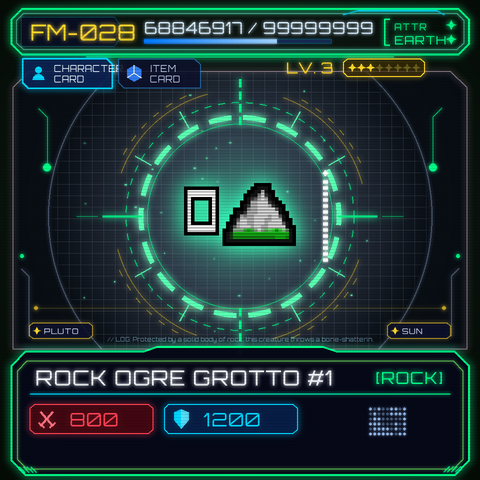 FM-028
68846917 / 99999999
ATTR
EARTH
CHARACTER
CARD
ITEM
CARD
LV. 3
PLUTO
SUN
// LOG: Protected by a solid body of rock, this creature throws a bone-shatterin
ROCK OGRE GROTTO #1
[ROCK]
800
1200